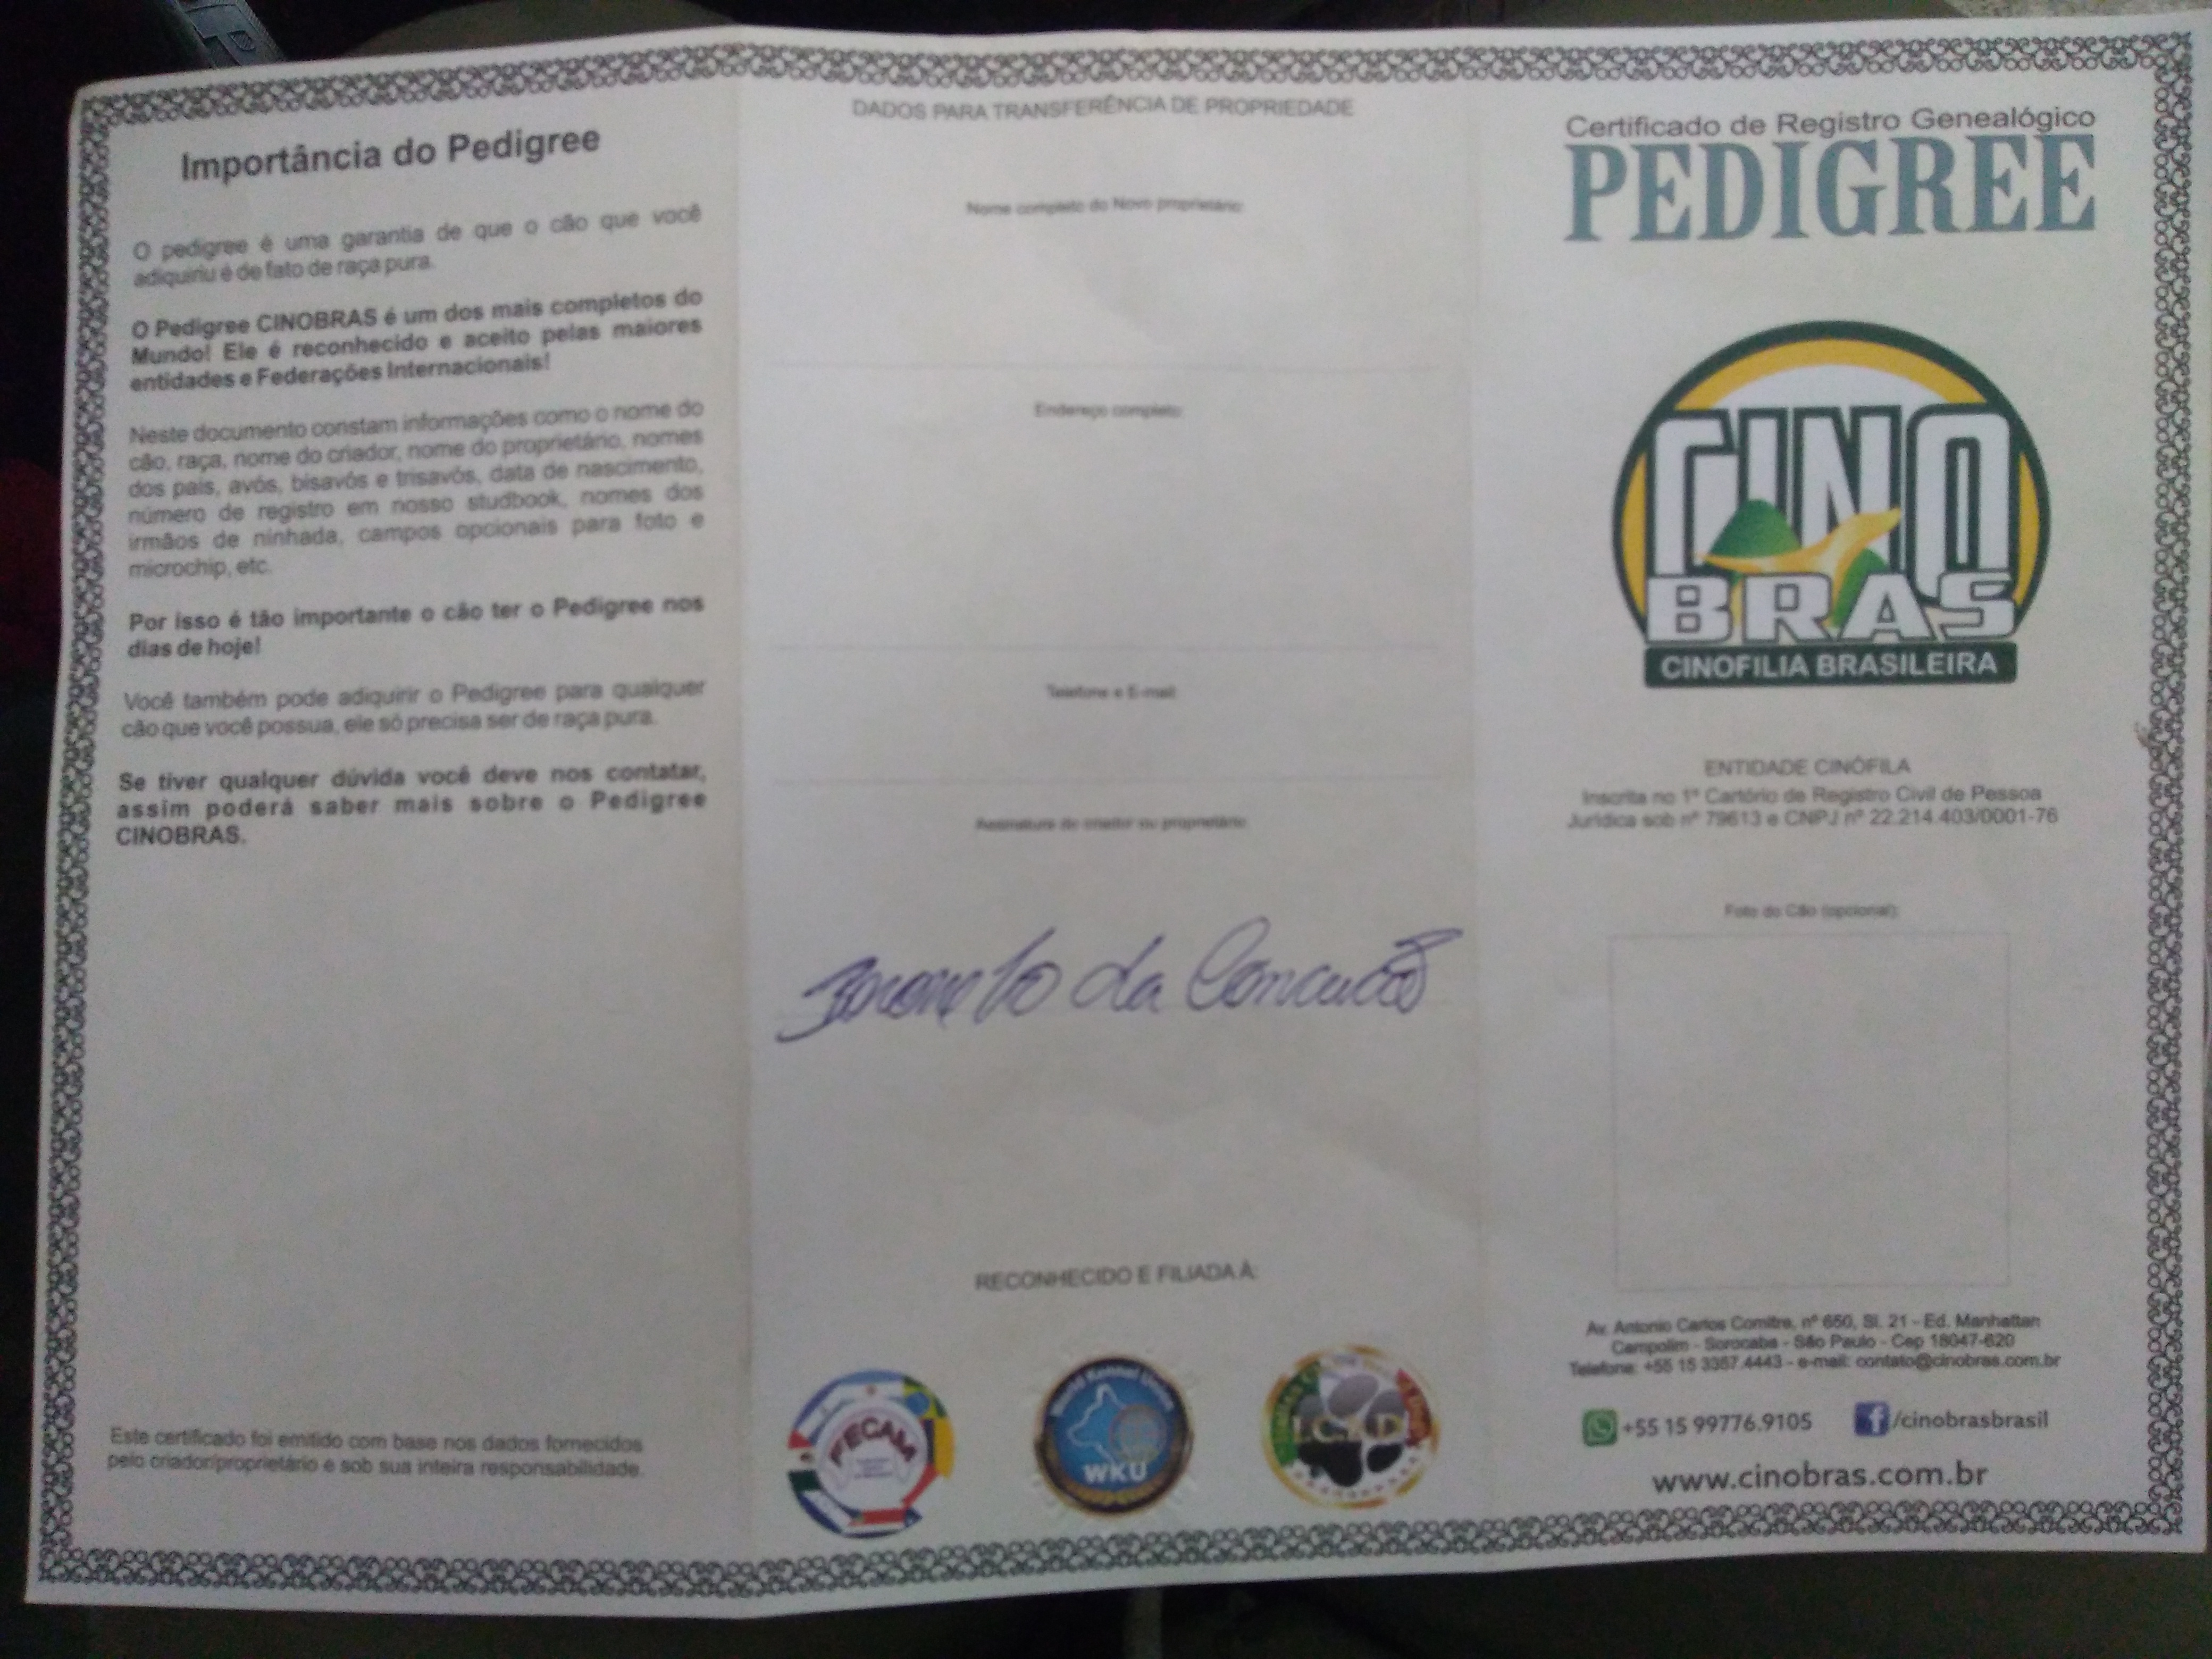 Importância do Pedigree
O pedigree é uma garantia de que o cão que você
adiquiriu é de fato de raça pura.
O Pedigree CINOBRAS é um dos mais completos do
Mundo! Ele é reconhecido e aceito pelas maiores
entidades e Federações Internacionais!
Neste documento constam informações como o nome do
cão, raça, nome do criador, nome do proprietário, nomes
dos pais, avós, bisavós e trisavós, data de nascimento,
número de registro em nosso studbook, nomes dos
irmãos de ninhada, campos opcionais para foto e
microchip, etc.
Por isso é tão importante o cão ter o Pedigree nos
dias de hoje!
Você também pode adquirir o Pedigree para qualquer
cão que você possua, ele só precisa ser de raça pura.
Se tiver qualquer dúvida você deve nos contatar,
assim poderá saber mais sobre o Pedigree
CINOBRAS.
Este certificado foi emitido com base nos dados fornecidos
pelo criador/proprietário e sob sua inteira responsabilidade.
DADOS PARA TRANSFERÊNCIA DE PROPRIEDADE
Nome completo do Novo proprietário:
Endereço completo:
Telefone e E-mail:
Assinatura do criador ou proprietário
da
RECONHECIDO E FILIADA À:
FECAM
World Kennel Union
WKU
Certificado de Registro Genealógico
PEDIGREE
CINO
BRAS
CINOFILIA BRASILEIRA
ENTIDADE CINÓFILA
Inscrita no 1º Cartório de Registro Civil de Pessoa
Jurídica sob nº 79613 e CNPJ nº 22.214.403/0001-76
Foto do Cão (opcional):
Av. Antonio Carlos Comitre, nº 650, Sl. 21 - Ed. Manhattan
Campolim - Sorocaba - São Paulo - Cep 18047-620
Telefone: +55 15 3357.4443 - e-mail: contato@cinobras.com.br
+55 15 99776.9105 /cinobrasbrasil
www.cinobras.com.br